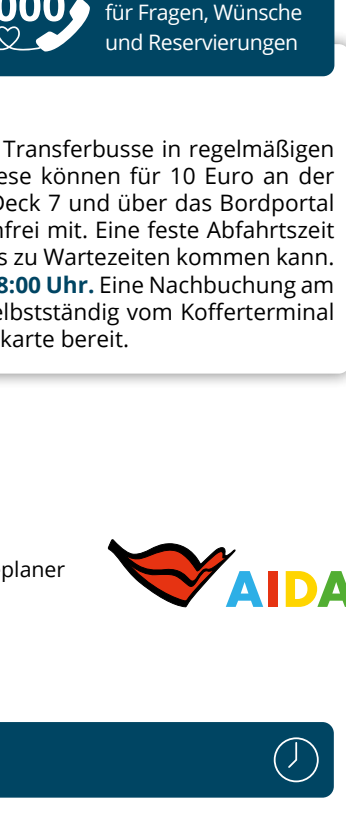 000
für Fragen, Wünsche
und Reservierungen
Transferbusse in regelmäßigen
ese können für 10 Euro an der
Deck 7 und über das Bordportal
nfrei mit. Eine feste Abfahrtszeit
s zu Wartezeiten kommen kann.
8:00 Uhr. Eine Nachbuchung am
elbstständig vom Kofferterminal
karte bereit.
planer
AIDA